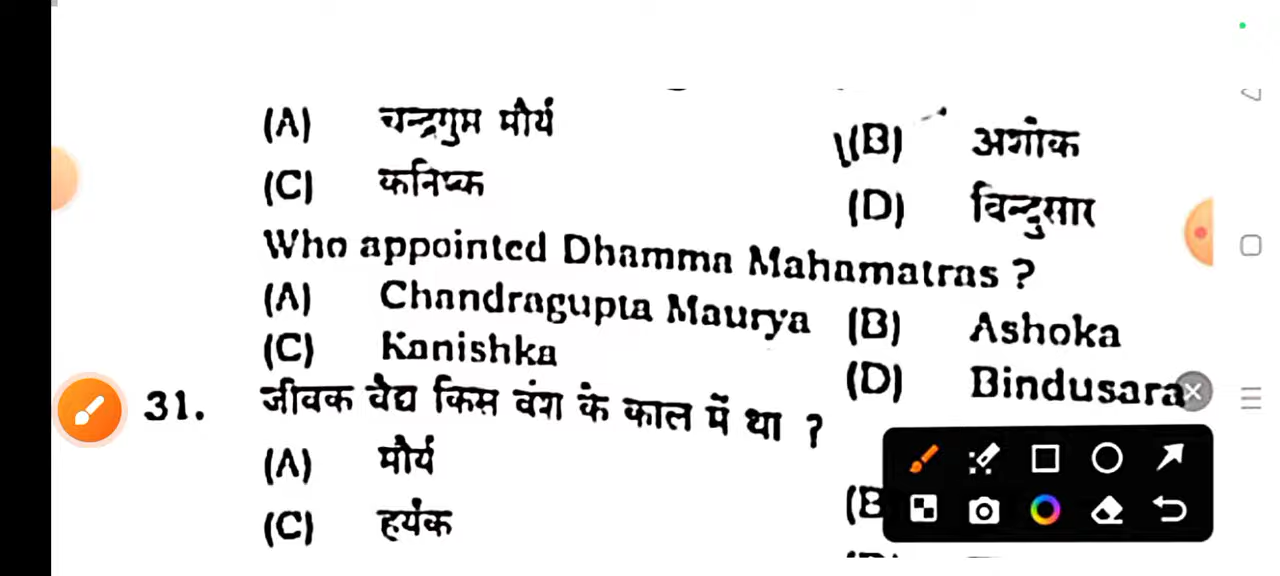 (A) चन्द्रगुप्त मौर्य (B) अशोक
(C) कनिष्क (D) विन्दुसार
Who appointed Dhamma Mahamatras ?
(A) Chandragupta Maurya (B) Ashoka
(C) Kanishka (D) Bindusara
31. जीवक वैद्य किस वंश के काल में था ?
(A) मौर्य (B
(C) हर्यंक